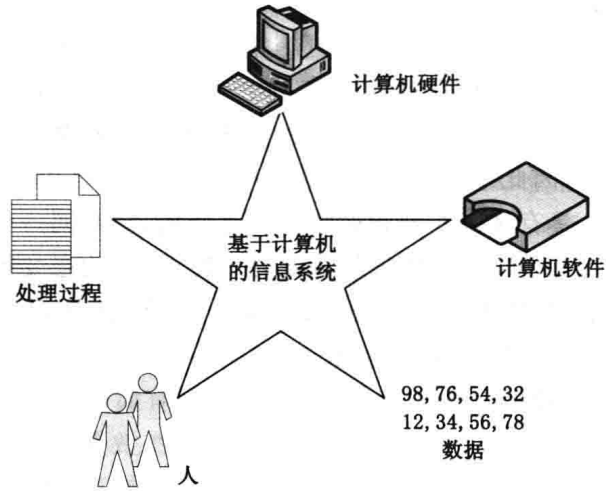 计算机硬件
基于计算机
的信息系统
计算机软件
处理过程
98,76,54,32
12,34,56,78
数据
人